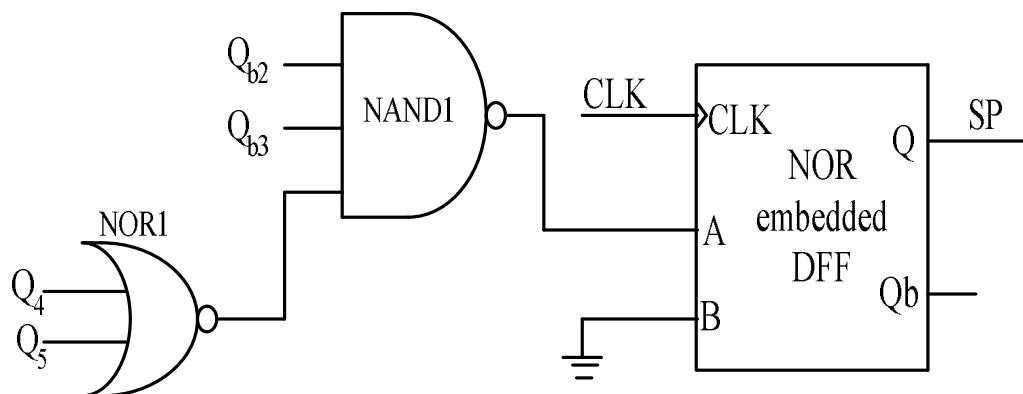 Qb2
Qb3
NAND1
NOR1
Q4
Q5
CLK
CLK
A
B
NOR
embedded
DFF
Q
Qb
SP